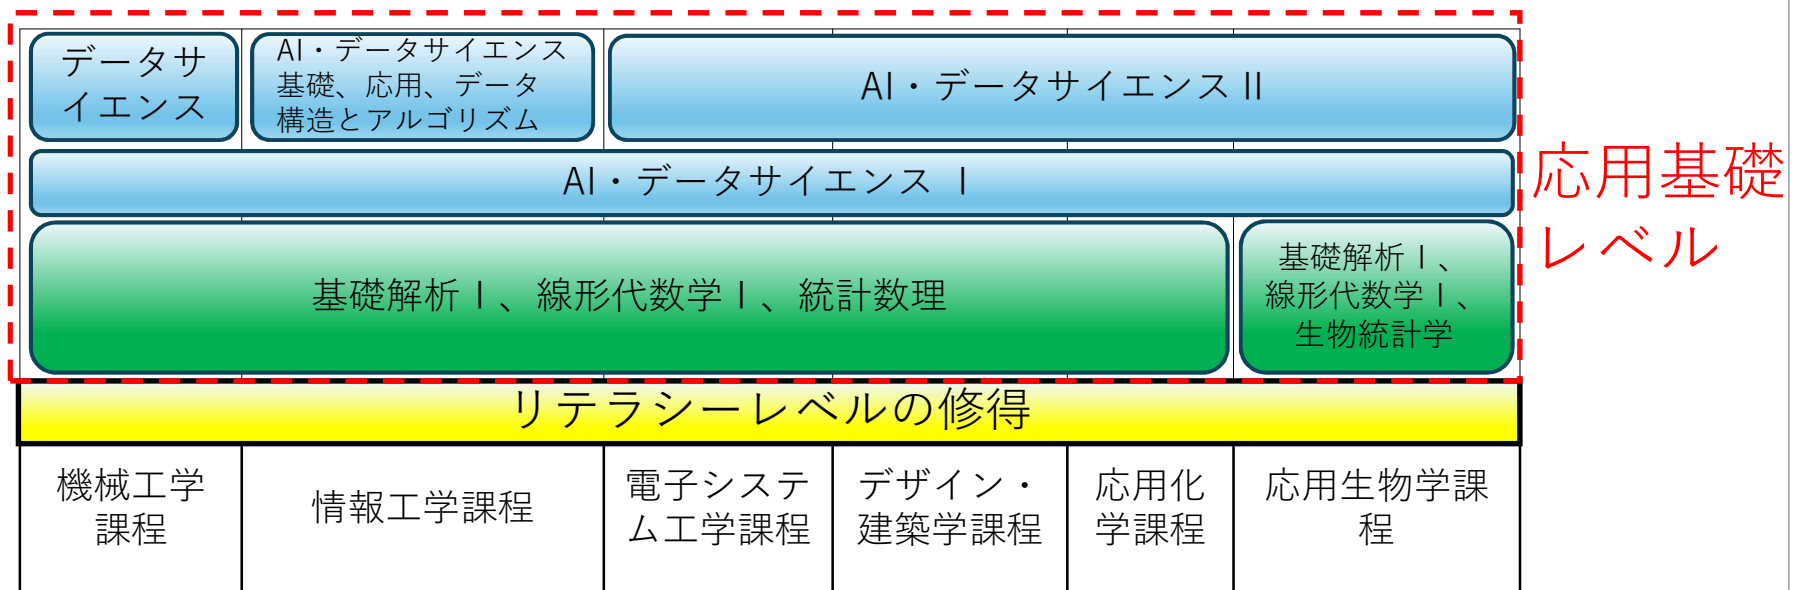 データサ
イエンス
AI・データサイエンス
基礎、応用、データ
構造とアルゴリズム
AI・データサイエンスⅡ
AI・データサイエンス Ⅰ
基礎解析Ⅰ、線形代数学Ⅰ、統計数理
基礎解析Ⅰ、
線形代数学Ⅰ、
生物統計学
応用基礎
レベル
リテラシーレベルの修得
機械工学
課程
情報工学課程
電子システ
ム工学課程
デザイン・
建築学課程
応用化
学課程
応用生物学課
程